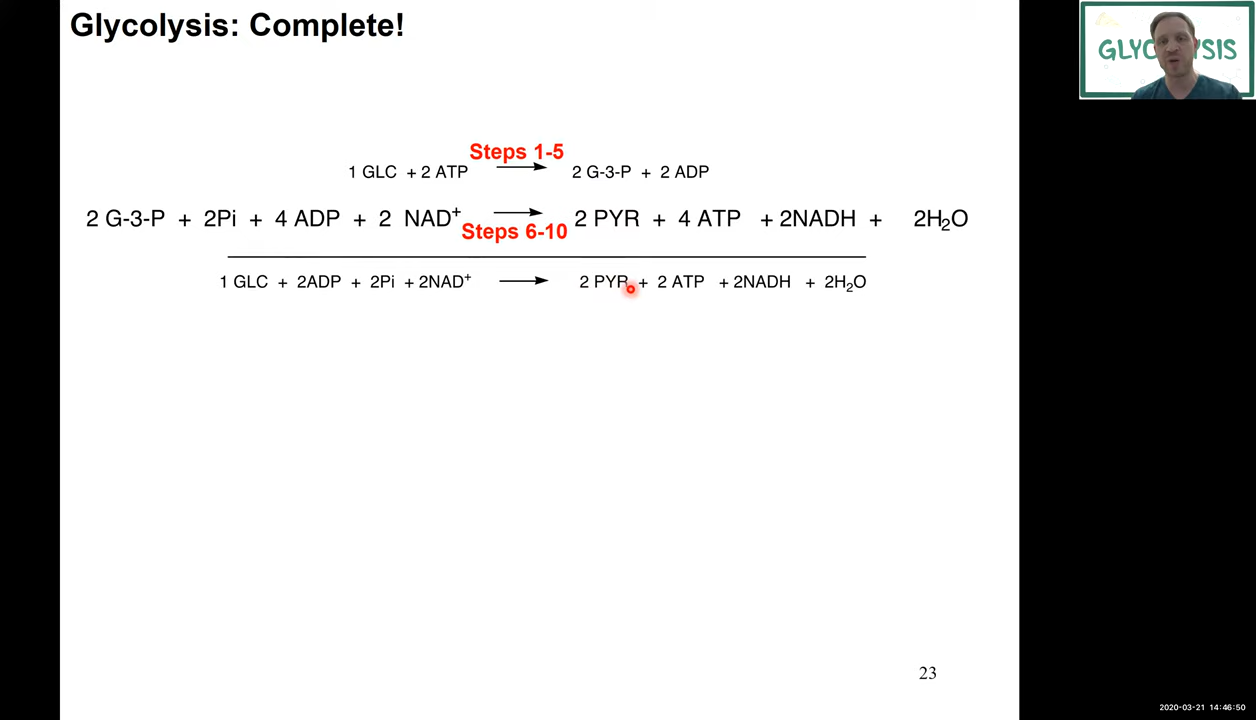 Glycolysis: Complete!
Steps 1-5
1 GLC + 2 ATP → 2 G-3-P + 2 ADP
2 G-3-P + 2Pi + 4 ADP + 2 NAD⁺ → 2 PYR + 4 ATP + 2NADH + 2H₂O
Steps 6-10
1 GLC + 2ADP + 2Pi + 2NAD⁺ → 2 PYR + 2 ATP + 2NADH + 2H₂O
23
2020-03-21 14:46:50